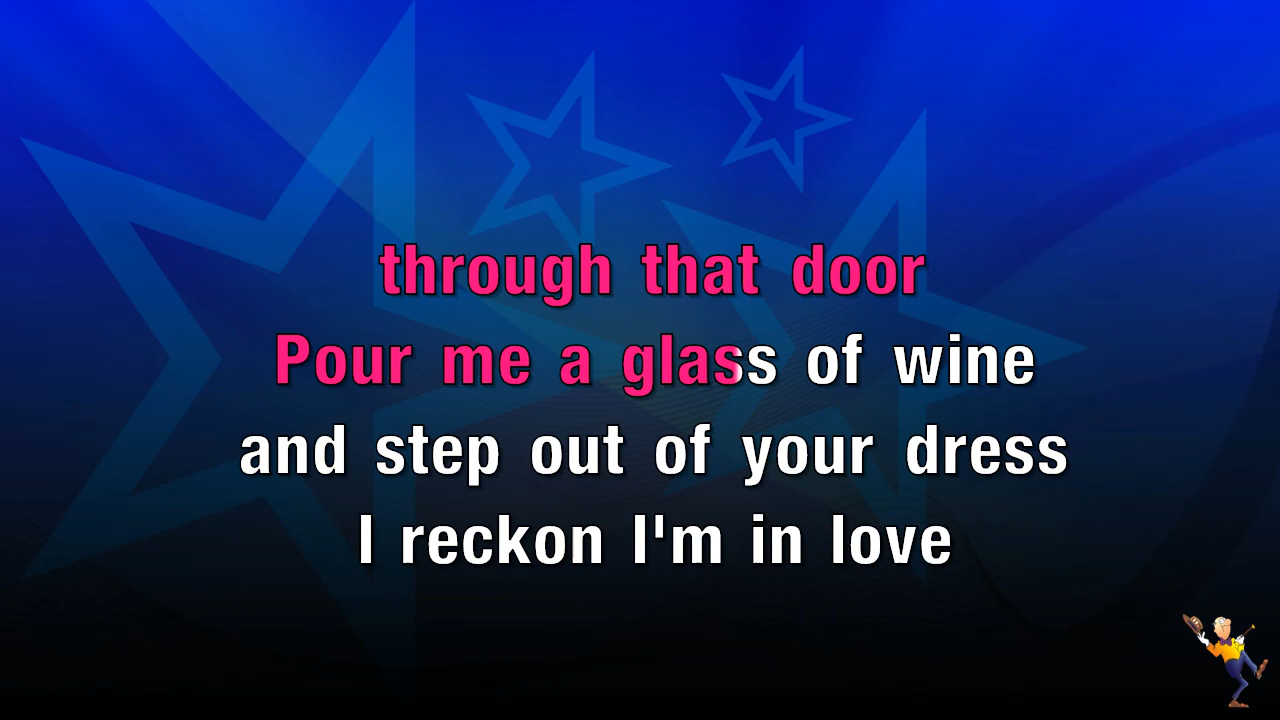 through that door
Pour me a glass of wine
and step out of your dress
I reckon I'm in love